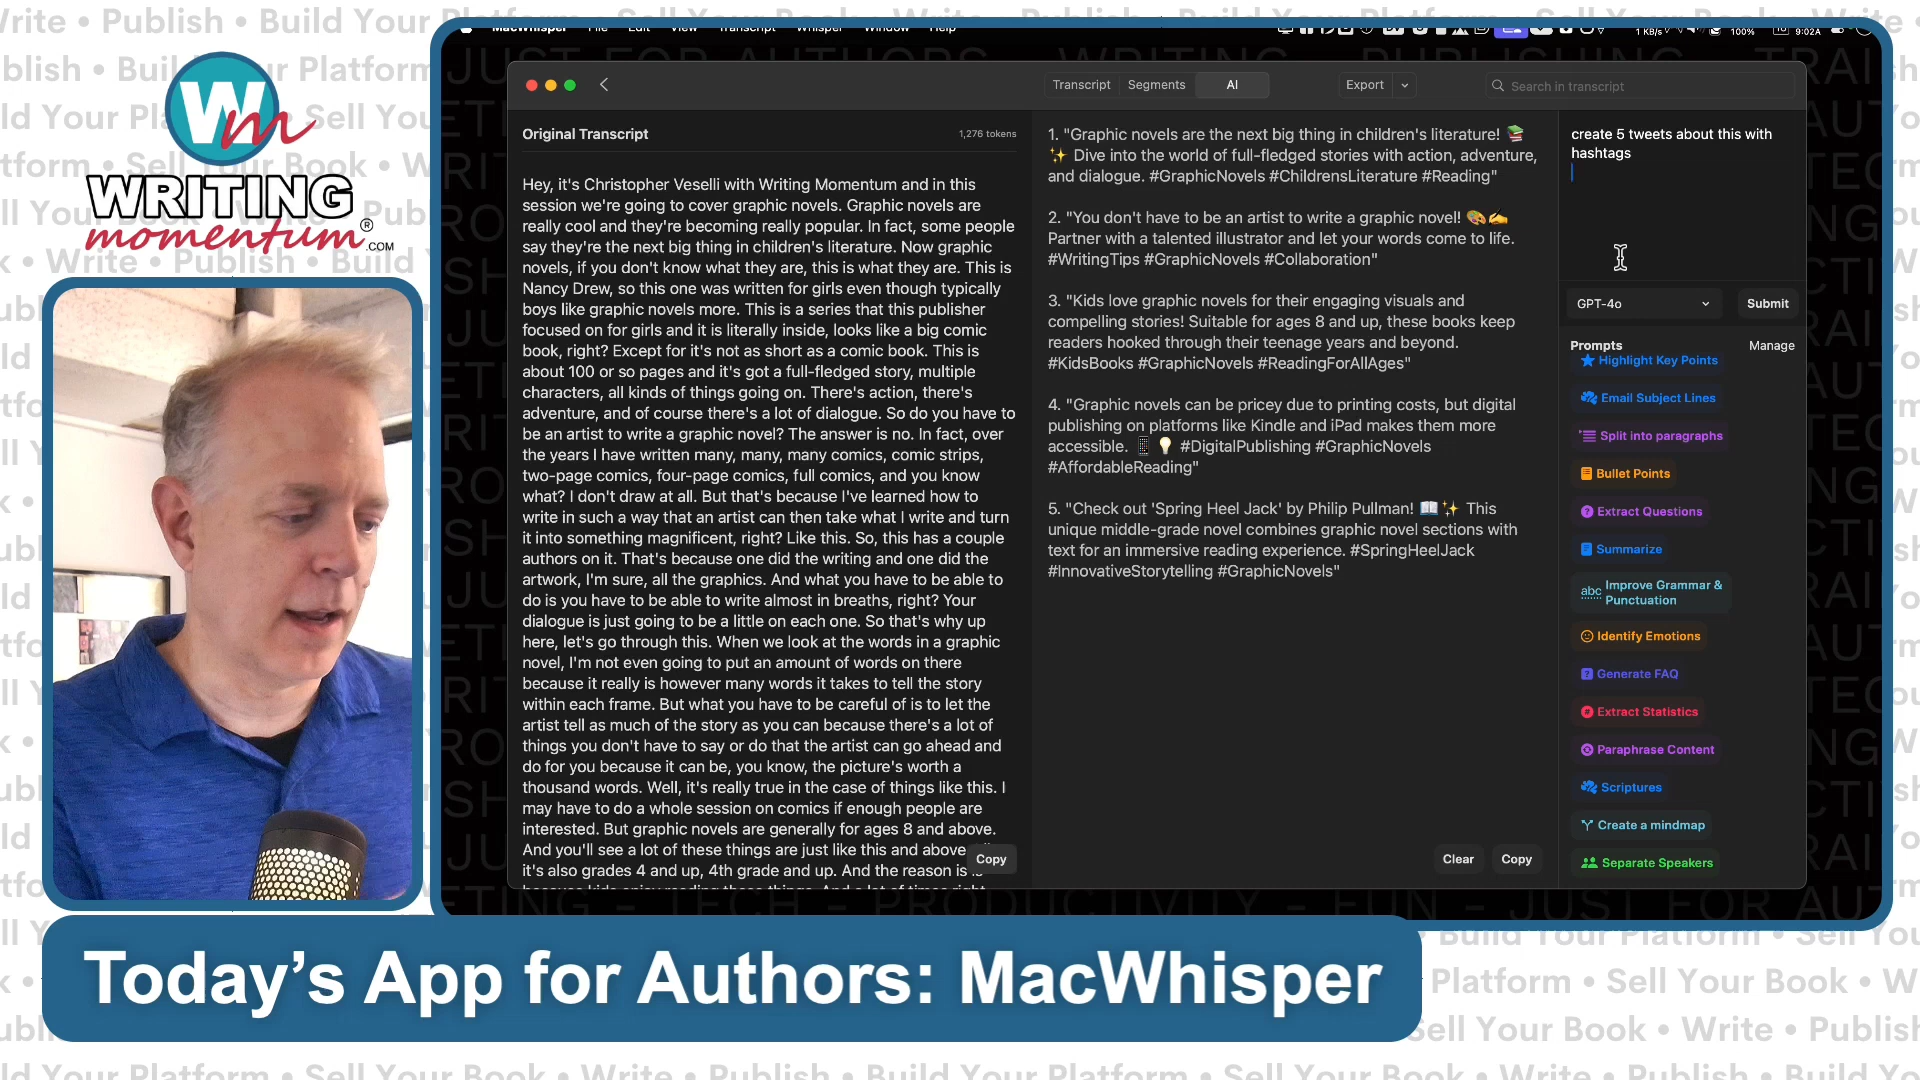 WM
WRITING
momentum®
.COM
MacWhisper File Edit View Transcript Whisper Window Help
1 KB/s 100% 9:02A
Transcript Segments AI
Export
Search in transcript
Original Transcript
1,276 tokens
Hey, it's Christopher Veselli with Writing Momentum and in this
session we're going to cover graphic novels. Graphic novels are
really cool and they're becoming really popular. In fact, some people
say they're the next big thing in children's literature. Now graphic
novels, if you don't know what they are, this is what they are. This is
Nancy Drew, so this one was written for girls even though typically
boys like graphic novels more. This is a series that this publisher
focused on for girls and it is literally inside, looks like a big comic
book, right? Except for it's not as short as a comic book. This is
about 100 or so pages and it's got a full-fledged story, multiple
characters, all kinds of things going on. There's action, there's
adventure, and of course there's a lot of dialogue. So do you have to
be an artist to write a graphic novel? The answer is no. In fact, over
the years I have written many, many, many comics, comic strips,
two-page comics, four-page comics, full comics, and you know
what? I don't draw at all. But that's because I've learned how to
write in such a way that an artist can then take what I write and turn
it into something magnificent, right? Like this. So, this has a couple
authors on it. That's because one did the writing and one did the
artwork, I'm sure, all the graphics. And what you have to be able to
do is you have to be able to write almost in breaths, right? Your
dialogue is just going to be a little on each one. So that's why up
here, let's go through this. When we look at the words in a graphic
novel, I'm not even going to put an amount of words on there
because it really is however many words it takes to tell the story
within each frame. But what you have to be careful of is to let the
artist tell as much of the story as you can because there's a lot of
things you don't have to say or do that the artist can go ahead and
do for you because it can be, you know, the picture's worth a
thousand words. Well, it's really true in the case of things like this. I
may have to do a whole session on comics if enough people are
interested. But graphic novels are generally for ages 8 and above.
And you'll see a lot of these things are just like this and above
it's also grades 4 and up, 4th grade and up. And the reason is
because kids enjoy reading these things. And a lot of times right
Copy
1. "Graphic novels are the next big thing in children's literature! 📚
✨ Dive into the world of full-fledged stories with action, adventure,
and dialogue. #GraphicNovels #ChildrensLiterature #Reading"
2. "You don't have to be an artist to write a graphic novel! 🎨✍️
Partner with a talented illustrator and let your words come to life.
#WritingTips #GraphicNovels #Collaboration"
3. "Kids love graphic novels for their engaging visuals and
compelling stories! Suitable for ages 8 and up, these books keep
readers hooked through their teenage years and beyond.
#KidsBooks #GraphicNovels #ReadingForAllAges"
4. "Graphic novels can be pricey due to printing costs, but digital
publishing on platforms like Kindle and iPad makes them more
accessible. 📱💡 #DigitalPublishing #GraphicNovels
#AffordableReading"
5. "Check out 'Spring Heel Jack' by Philip Pullman! 📖✨ This
unique middle-grade novel combines graphic novel sections with
text for an immersive reading experience. #SpringHeelJack
#InnovativeStorytelling #GraphicNovels"
Clear Copy
create 5 tweets about this with
hashtags
GPT-4o
Submit
Prompts Manage
Highlight Key Points
Email Subject Lines
Split into paragraphs
Bullet Points
Extract Questions
Summarize
abc Improve Grammar &
Punctuation
Identify Emotions
Generate FAQ
Extract Statistics
Paraphrase Content
Scriptures
Create a mindmap
Separate Speakers
Today's App for Authors: MacWhisper